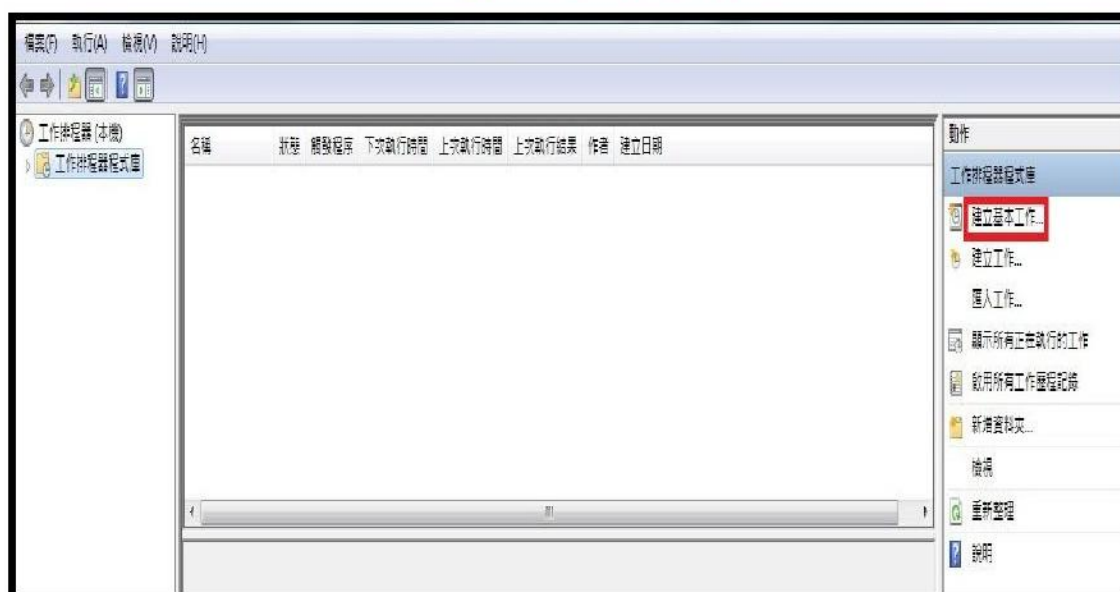 檔案(F) 執行(A) 檢視(V) 說明(H)
工作排程器 (本機)
工作排程器程式庫
名稱 狀態 觸發程序 下次執行時間 上次執行時間 上次執行結果 作者 建立日期
動作
工作排程器程式庫
建立基本工作...
建立工作...
匯入工作...
顯示所有正在執行的工作
啟用所有工作歷程記錄
新增資料夾...
檢視
重新整理
說明